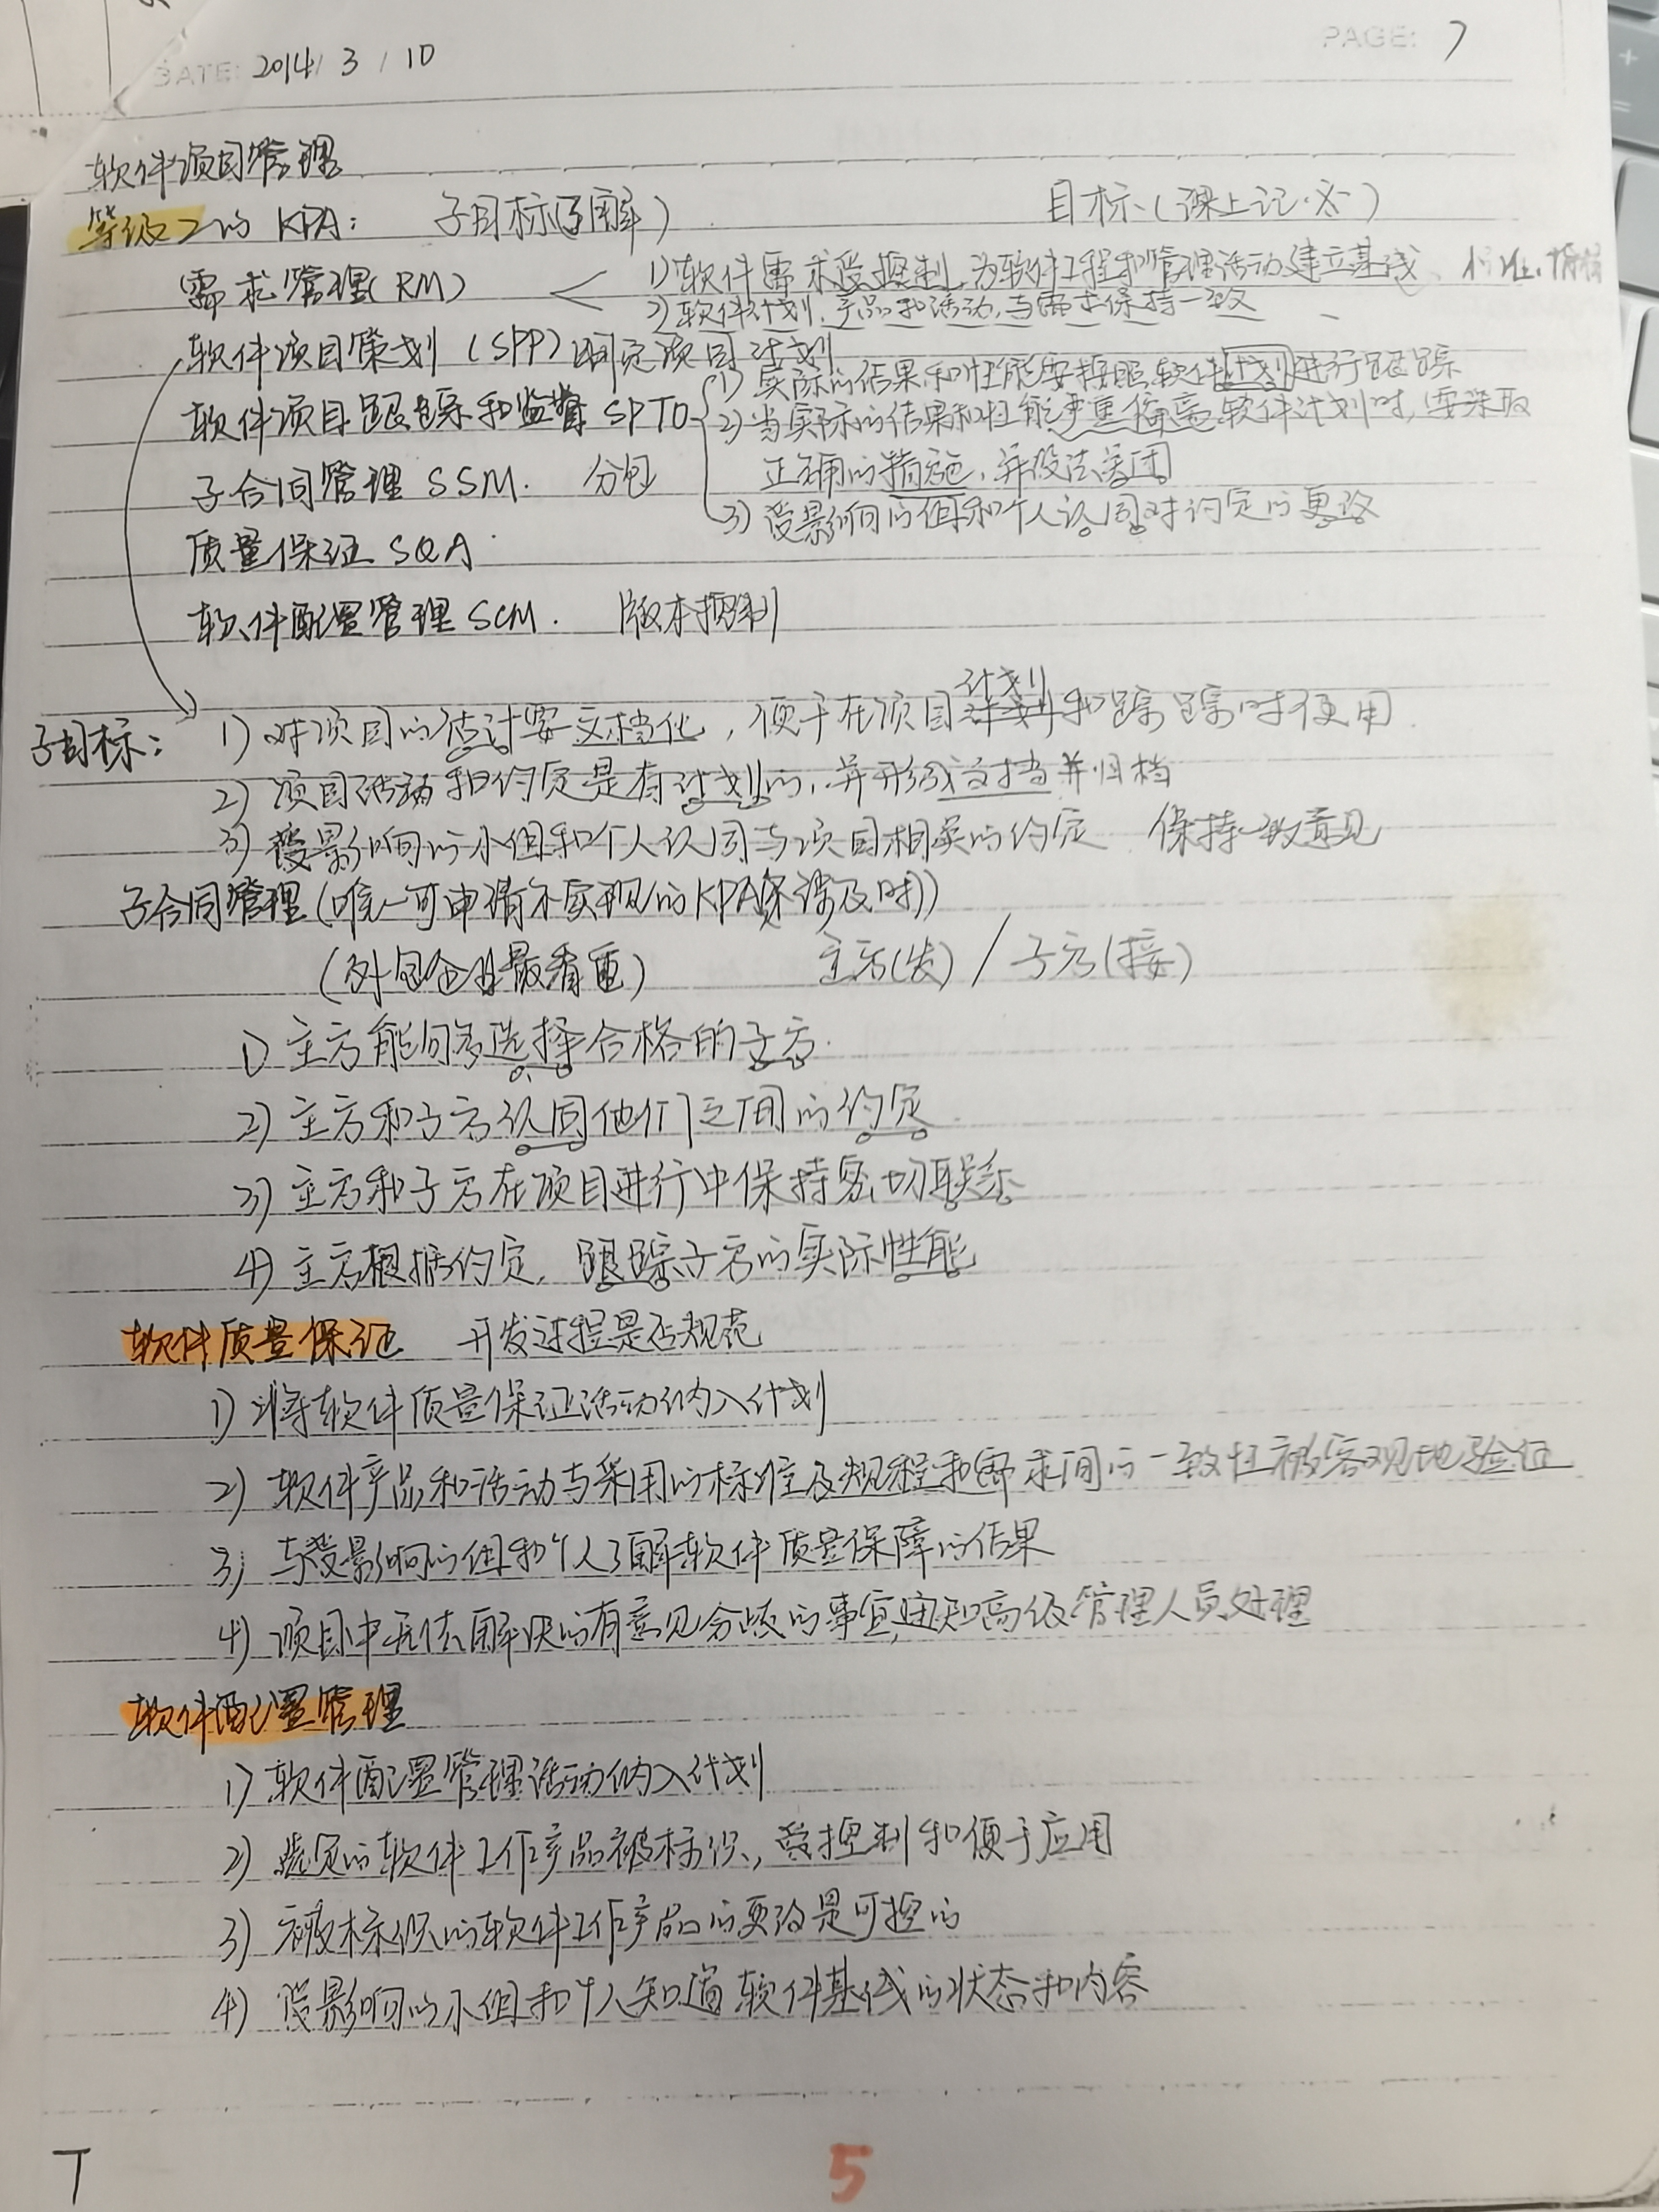 DATE: 2014 / 3 / 10
PAGE: 7
软件项目管理
等级2的 KPA: 子目标(了解) 目标(课上记
需求管理(RM) < 1) 软件需求受控制,为软件工程和管理活动建立基线、标准,
2) 软件计划,产品和活动,与需求保持一致
软件项目策划(SPP)制定项目计划
1) 实际的结果和性能要按照软件计划进行跟踪
软件项目跟踪和监督 SPTO 2) 当实际的结果和性能严重偏离软件计划时,要采取
正确的措施,并设法关闭
子合同管理 SSM. 分包
3) 受影响的组和个人认同对约定的更改
质量保证 SQA.
软件配置管理 SCM. 版本控制
计划
子目标: 1) 对项目的估计要文档化,便于在项目计划和跟踪时使用.
2) 项目活动和约定是有计划的,并形成文档并归档
3) 受影响的小组和个人认同与项目相关的约定 保持一致意见
子合同管理(唯一可申请不实现的KPA(不涉及时))
(外包企业最看重) 主方(发) / 子方(接)
1) 主方能够选择合格的子方.
2) 主方和子方认同他们之间的约定.
3) 主方和子方在项目进行中保持密切联系
4) 主方根据约定,跟踪子方的实际性能
软件质量保证 开发过程是否规范
1) 将软件质量保证活动纳入计划
2) 软件产品和活动与采用的标准及规程和需求间的一致性被客观地验证
3) 与受影响的组和个人了解软件质量保障的结果
4) 项目中无法解决的有意见分歧的事宜,通知高级管理人员处理
软件配置管理
1) 软件配置管理活动纳入计划
2) 选定的软件工作产品被标识,受控制和便于应用
3) 被标识的软件工作产品的更改是可控的
4) 受影响的小组和个人知道软件基线的状态和内容
T
5